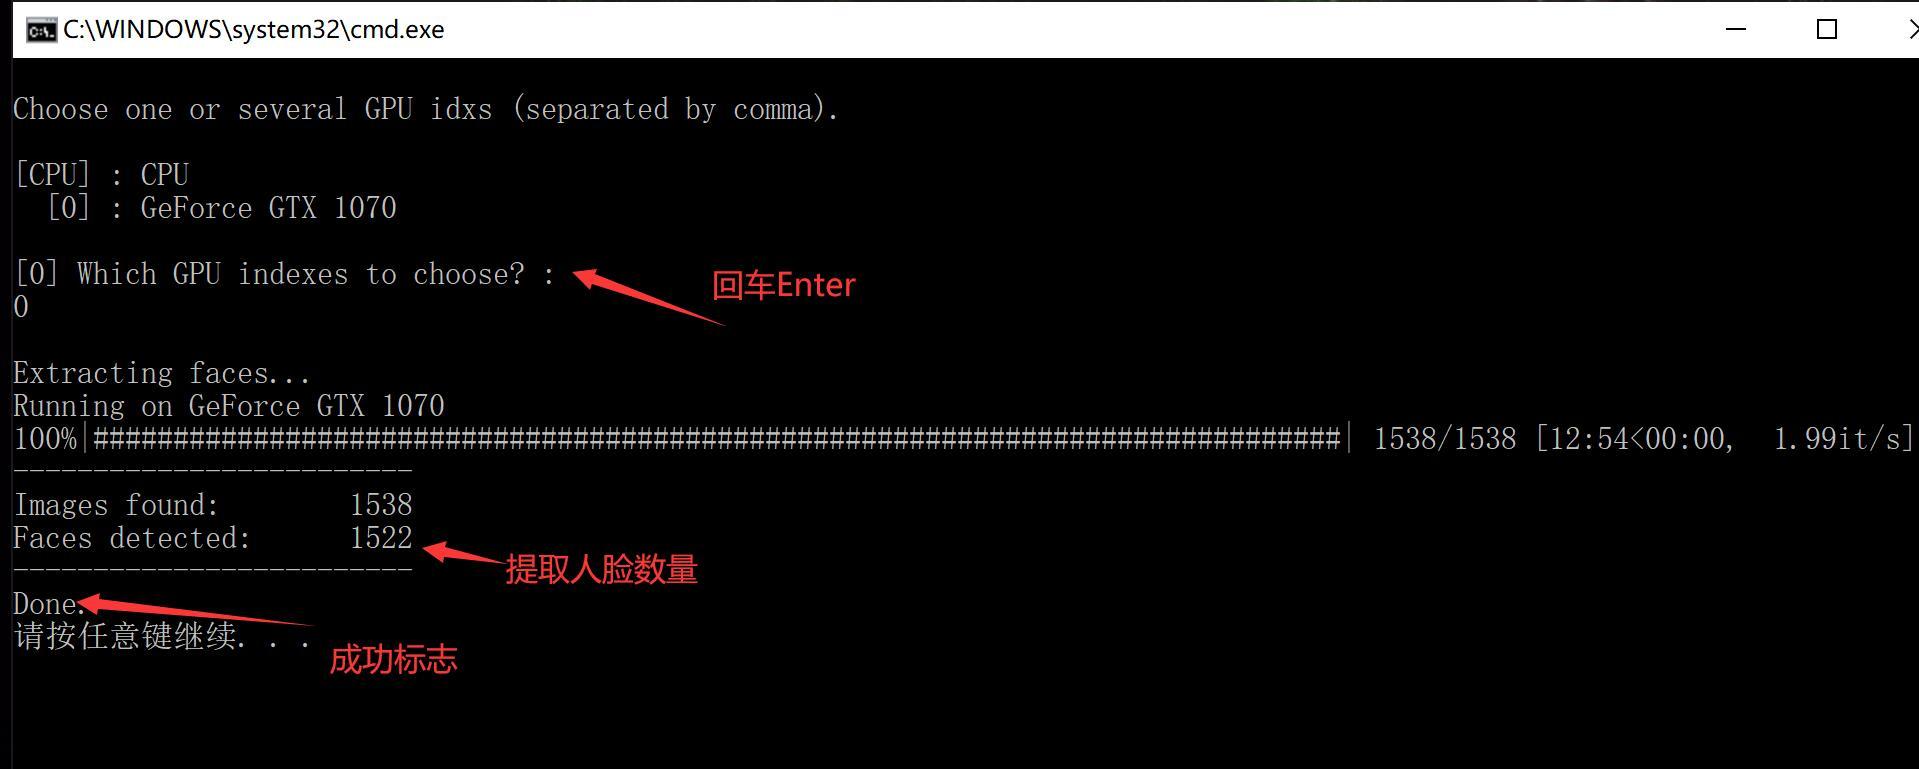 C:\WINDOWS\system32\cmd.exe
Choose one or several GPU idxs (separated by comma).
[CPU] : CPU
[0] : GeForce GTX 1070
[0] Which GPU indexes to choose? :
回车Enter
0
Extracting faces...
Running on GeForce GTX 1070
100%|##############################################################################| 1538/1538 [12:54<00:00,  1.99it/s]
-------------------------
Images found:        1538
Faces detected:      1522
提取人脸数量
-------------------------
Done.
请按任意键继续. . .
成功标志